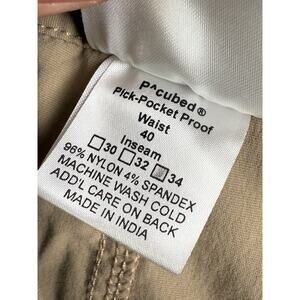 P^cubed®
Pick-Pocket Proof
Waist
40
Inseam
30 32 34
96% NYLON 4% SPANDEX
MACHINE WASH COLD
ADD'L CARE ON BACK
MADE IN INDIA